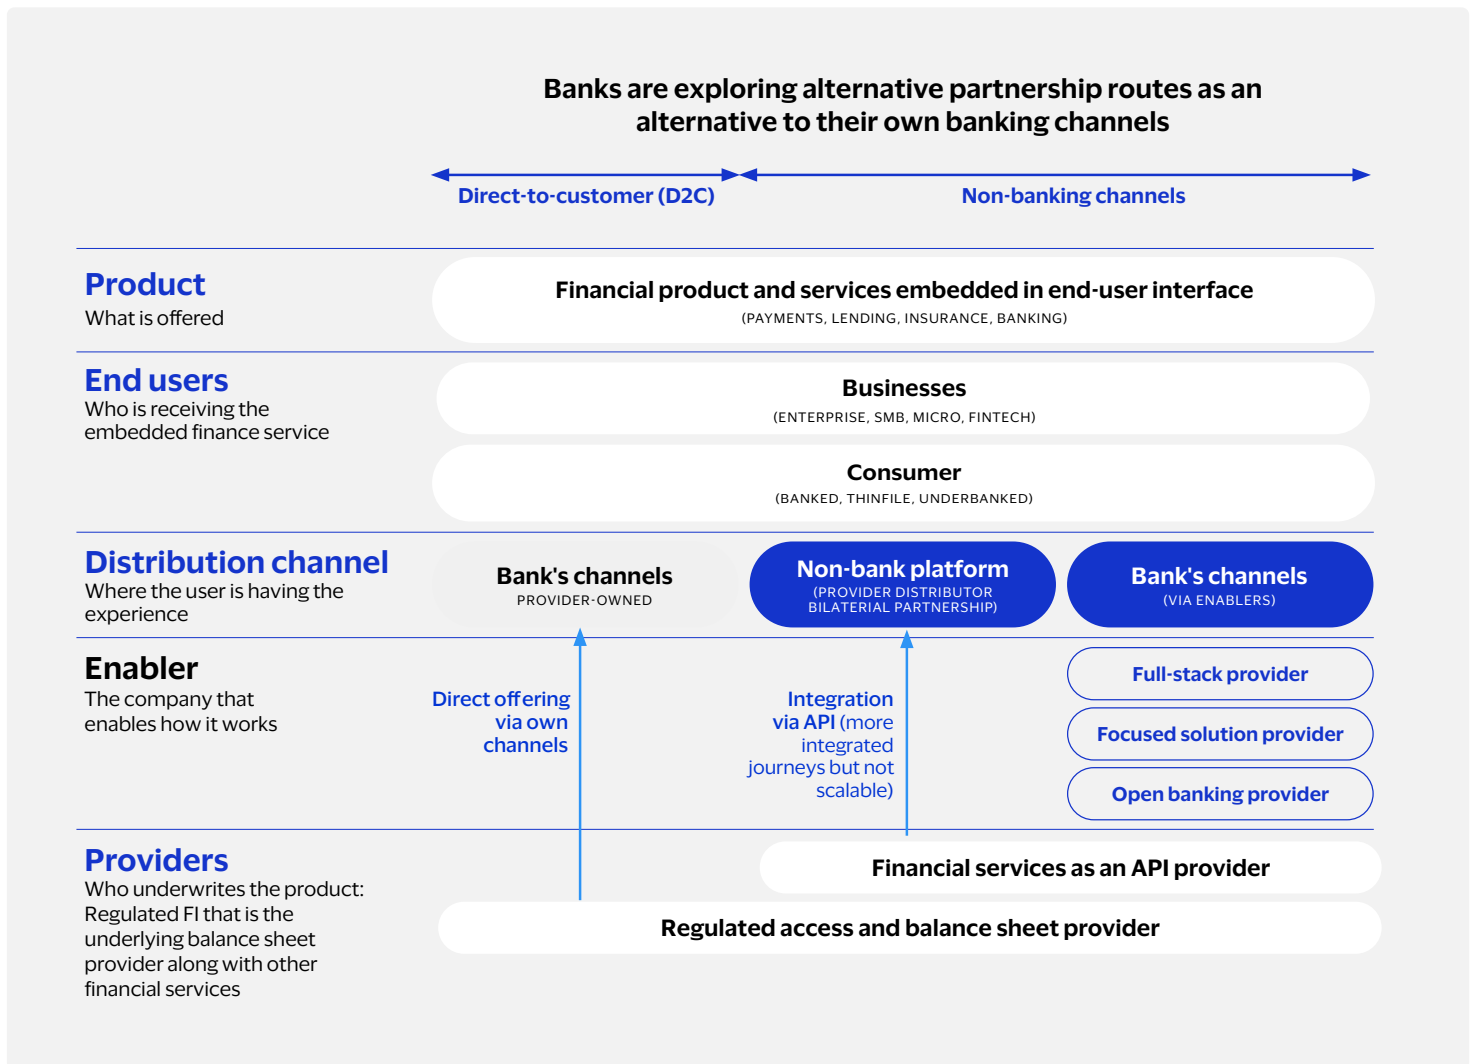 Banks are exploring alternative partnership routes as an
alternative to their own banking channels
Direct-to-customer (D2C)
Non-banking channels
Product
What is offered
Financial product and services embedded in end-user interface
(PAYMENTS, LENDING, INSURANCE, BANKING)
End users
Who is receiving the
embedded finance service
Businesses
(ENTERPRISE, SMB, MICRO, FINTECH)
Consumer
(BANKED, THINFILE, UNDERBANKED)
Distribution channel
Where the user is having the
experience
Bank's channels
PROVIDER-OWNED
Non-bank platform
(PROVIDER DISTRIBUTOR
BILATERIAL PARTNERSHIP)
Bank's channels
(VIA ENABLERS)
Enabler
The company that
enables how it works
Direct offering
via own
channels
Integration
via API (more
integrated
journeys but not
scalable)
Full-stack provider
Focused solution provider
Open banking provider
Providers
Who underwrites the product:
Regulated FI that is the
underlying balance sheet
provider along with other
financial services
Financial services as an API provider
Regulated access and balance sheet provider